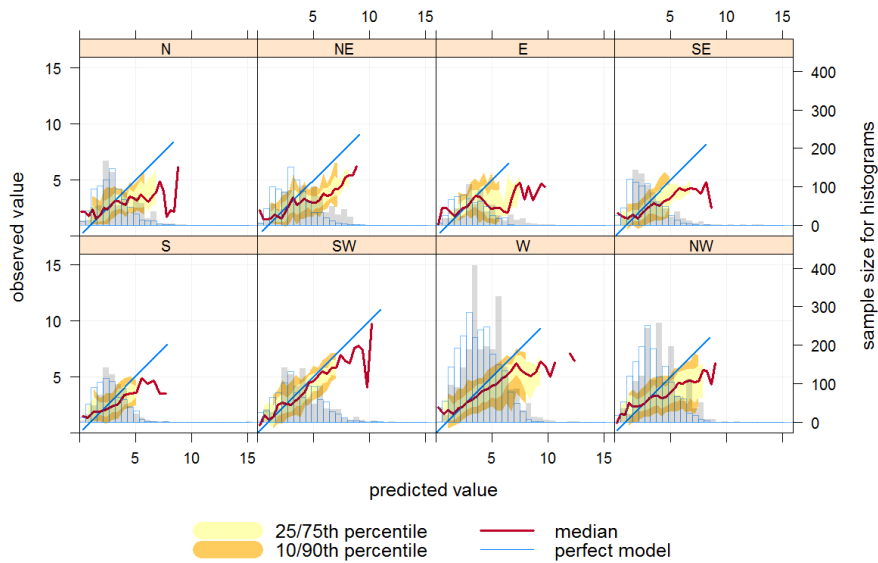 5 10 15 5 10 15
N NE E SE
15
10
5
400
300
200
100
0
S SW W NW
15
10
5
400
300
200
100
0
observed value
sample size for histograms
5 10 15 5 10 15
predicted value
25/75th percentile median
10/90th percentile perfect model